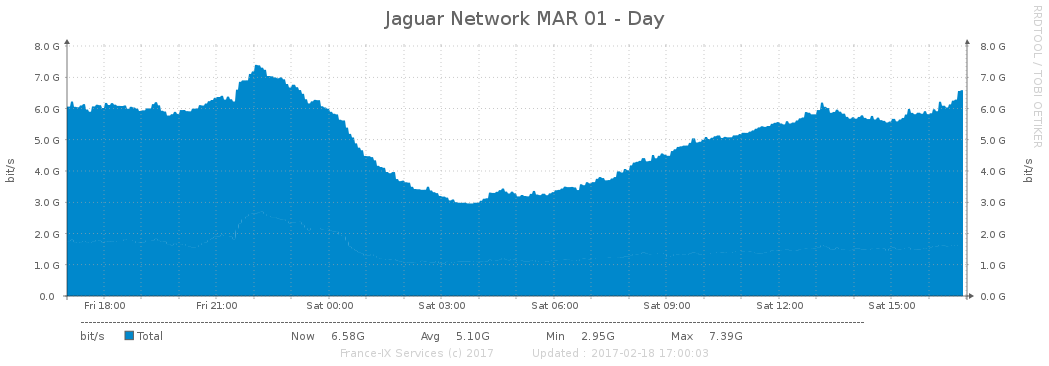 Jaguar Network MAR 01 - Day
RRDTOOL / TOBI OETIKER
8.0 G 8.0 G
7.0 G 7.0 G
6.0 G 6.0 G
5.0 G 5.0 G
4.0 G 4.0 G
3.0 G 3.0 G
2.0 G 2.0 G
1.0 G 1.0 G
0.0 0.0 G
bit/s
bit/s
Fri 18:00 Fri 21:00 Sat 00:00 Sat 03:00 Sat 06:00 Sat 09:00 Sat 12:00 Sat 15:00
bit/s Total Now 6.58G Avg 5.10G Min 2.95G Max 7.39G
France-IX Services (c) 2017 Updated : 2017-02-18 17:00:03